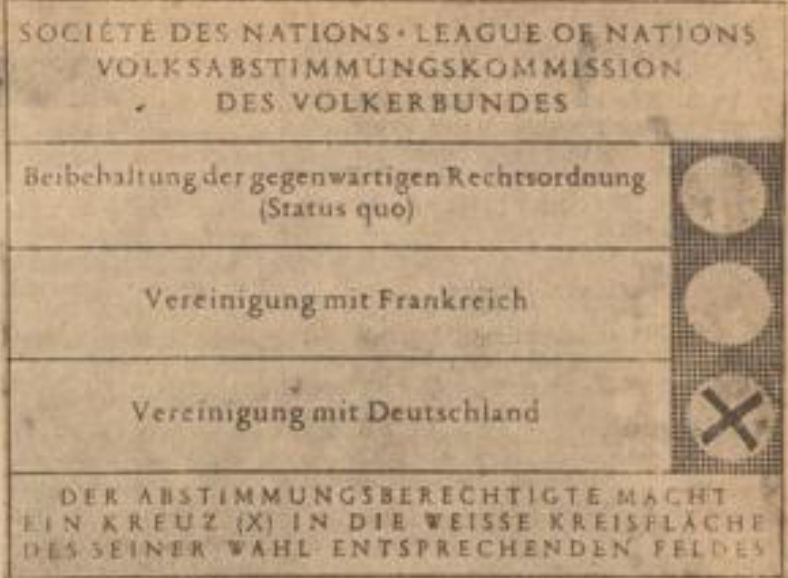 SOCIÉTÉ DES NATIONS · LEAGUE OF NATIONS
VOLKSABSTIMMUNGSKOMMISSION
DES VOLKERBUNDES
Beibehaltung der gegenwärtigen Rechtsordnung
(Status quo)
Vereinigung mit Frankreich
Vereinigung mit Deutschland
DER ABSTIMMUNGSBERECHTIGTE MACHT
EIN KREUZ (X) IN DIE WEISSE KREISFLÄCHE
DES SEINER WAHL ENTSPRECHENDEN FELDES